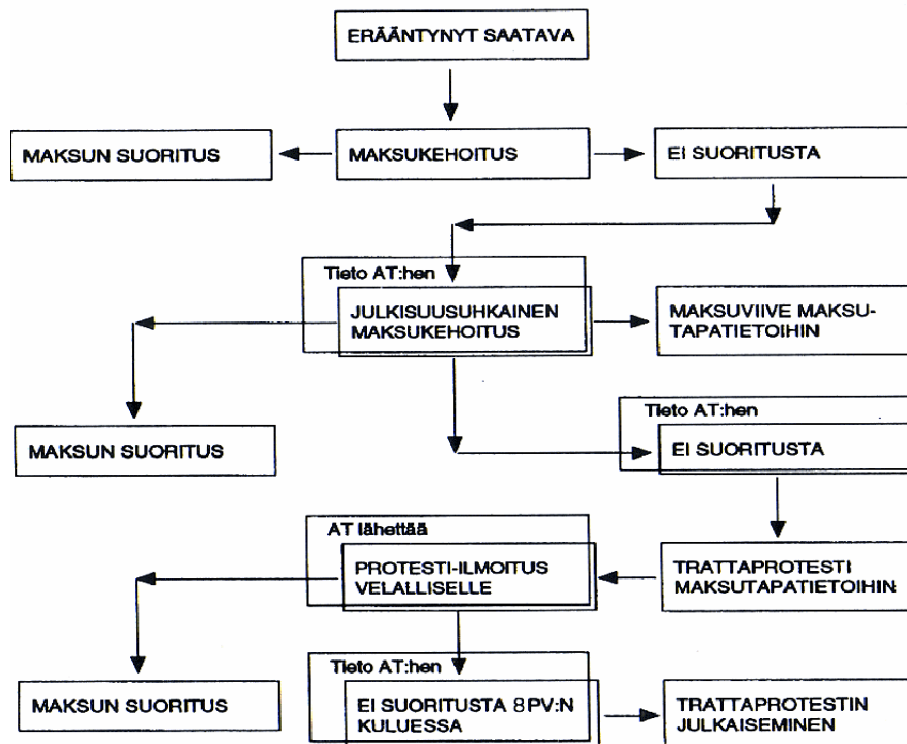 ERÄÄNTYNYT SAATAVA
MAKSUN SUORITUS
MAKSUKEHOITUS
EI SUORITUSTA
Tieto AT:hen
JULKISUUSUHKAINEN
MAKSUKEHOITUS
MAKSUVIIVE MAKSU-
TAPATIETOIHIN
MAKSUN SUORITUS
Tieto AT:hen
EI SUORITUSTA
AT lähettää
PROTESTI-ILMOITUS
VELALLISELLE
TRATTAPROTESTI
MAKSUTAPATIETOIHIN
MAKSUN SUORITUS
Tieto AT:hen
EI SUORITUSTA 8 PV:N
KULUESSA
TRATTAPROTESTIN
JULKAISEMINEN